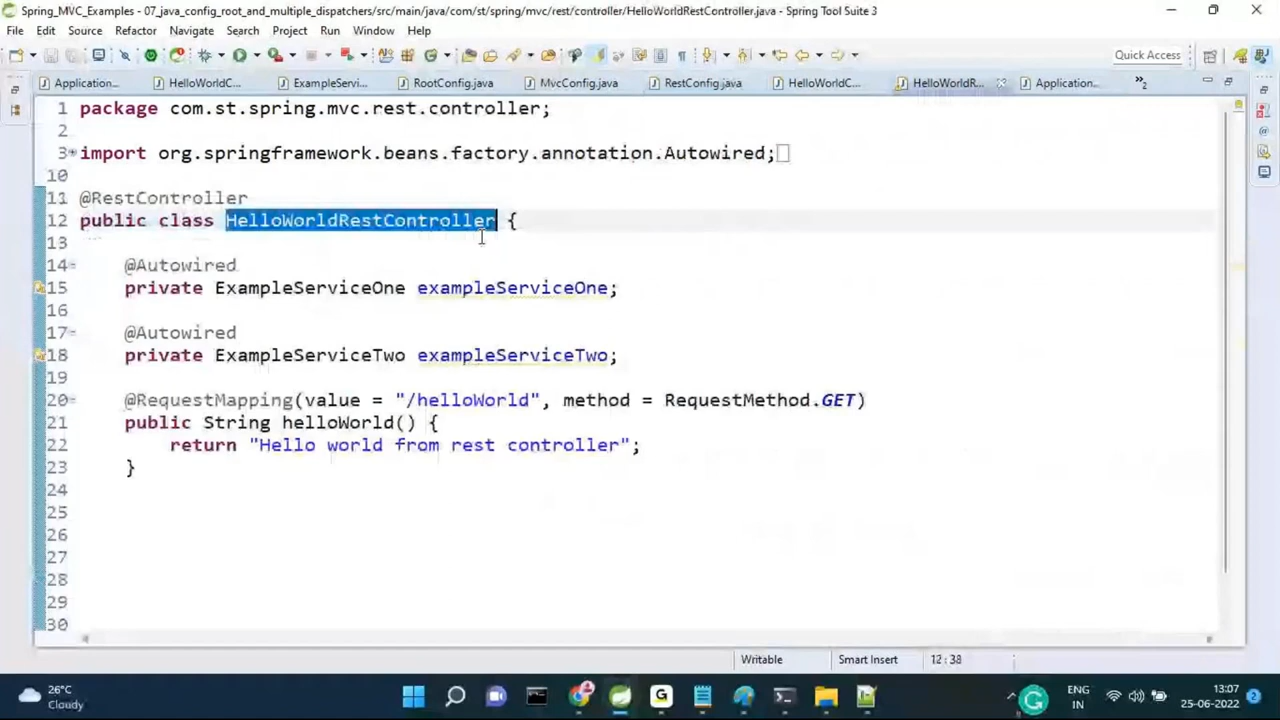 Spring_MVC_Examples - 07_java_config_root_and_multiple_dispatchers/src/main/java/com/st/spring/mvc/rest/controller/HelloWorldRestController.java - Spring Tool Suite 3
File Edit Source Refactor Navigate Search Project Run Window Help
Quick Access
Application... HelloWorldC... ExampleServi... RootConfig.java MvcConfig.java RestConfig.java HelloWorldC... HelloWorldR... Application... »2
1 package com.st.spring.mvc.rest.controller;
2
3 import org.springframework.beans.factory.annotation.Autowired;
10
11 @RestController
12 public class HelloWorldRestController {
13
14 @Autowired
15 private ExampleServiceOne exampleServiceOne;
16
17 @Autowired
18 private ExampleServiceTwo exampleServiceTwo;
19
20 @RequestMapping(value = "/helloWorld", method = RequestMethod.GET)
21 public String helloWorld() {
22 return "Hello world from rest controller";
23 }
24
25
26
27
28
29
30
Writable Smart Insert 12:38
26°C
Cloudy
ENG
IN
13:07
25-06-2022
2